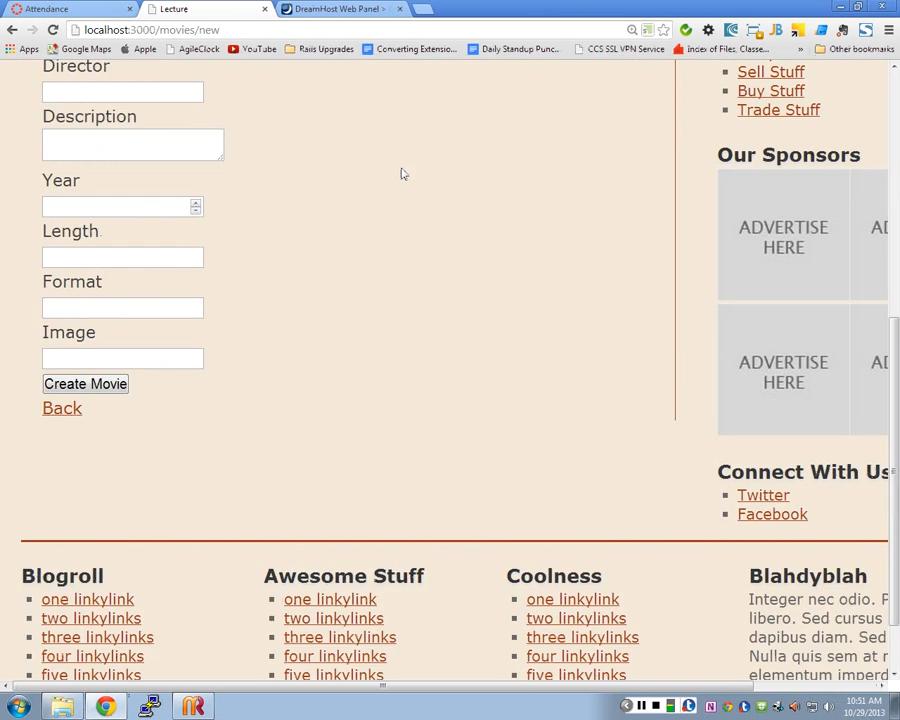 Attendance
Lecture
DreamHost Web Panel >
localhost:3000/movies/new
Apps
Google Maps
Apple
AgileClock
YouTube
Rails Upgrades
Converting Extensio...
Daily Standup Punc...
CCS SSL VPN Service
Index of Files, Classe...
»
Other bookmarks
Director
Description
Year
Length
Format
Image
Create Movie
Back
Sell Stuff
Buy Stuff
Trade Stuff
Our Sponsors
ADVERTISE
HERE
ADVERTISE
HERE
Connect With Us
Twitter
Facebook
Blogroll
one linkylink
two linkylinks
three linkylinks
four linkylinks
five linkylinks
Awesome Stuff
one linkylink
two linkylinks
three linkylinks
four linkylinks
five linkylinks
Coolness
one linkylink
two linkylinks
three linkylinks
four linkylinks
five linkylinks
Blahdyblah
Integer nec odio. P
libero. Sed cursus
dapibus diam. Sed
Nulla quis sem at n
elementum imperd
10:51 AM
10/29/2013